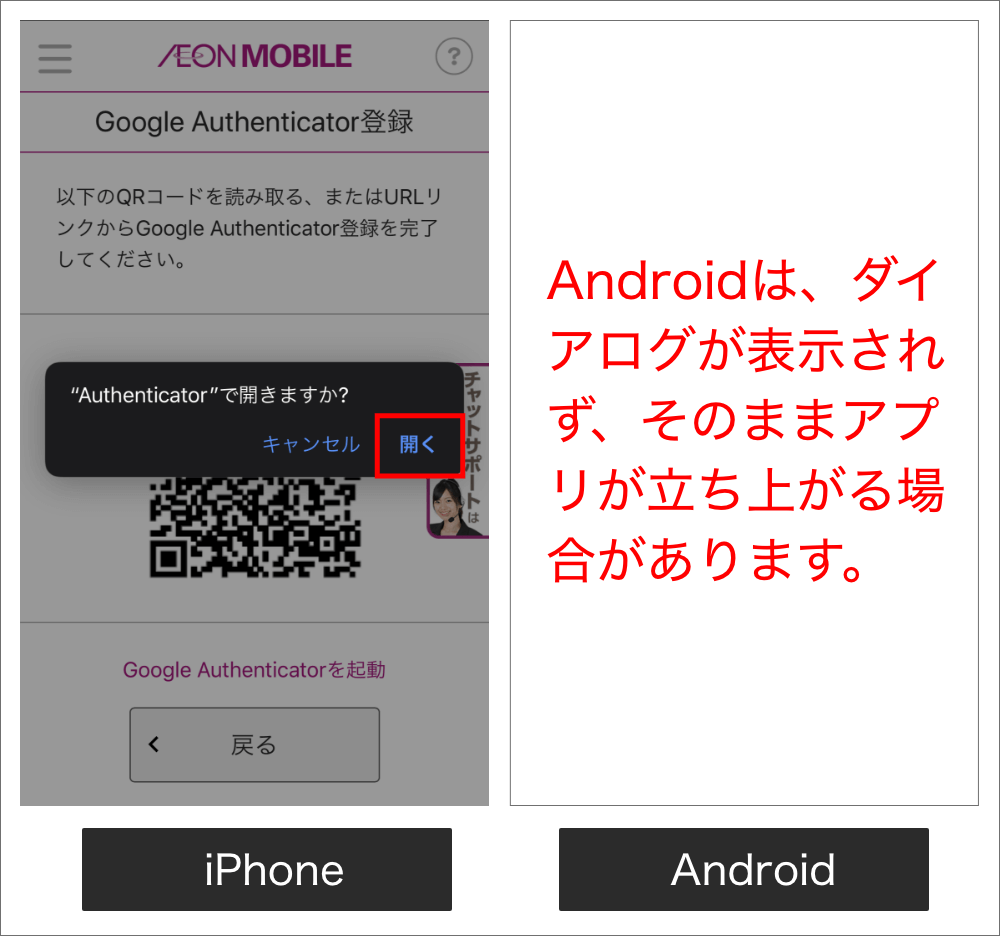 ÆON MOBILE
?
Google Authenticator登録
以下のQRコードを読み取る、またはURLリ
ンクからGoogle Authenticator登録を完了
してください。
“Authenticator”で開きますか?
キャンセル
開く
チャットサポートは
Google Authenticatorを起動
戻る
iPhone
Androidは、ダイ
アログが表示され
ず、そのままアプ
リが立ち上がる場
合があります。
Android